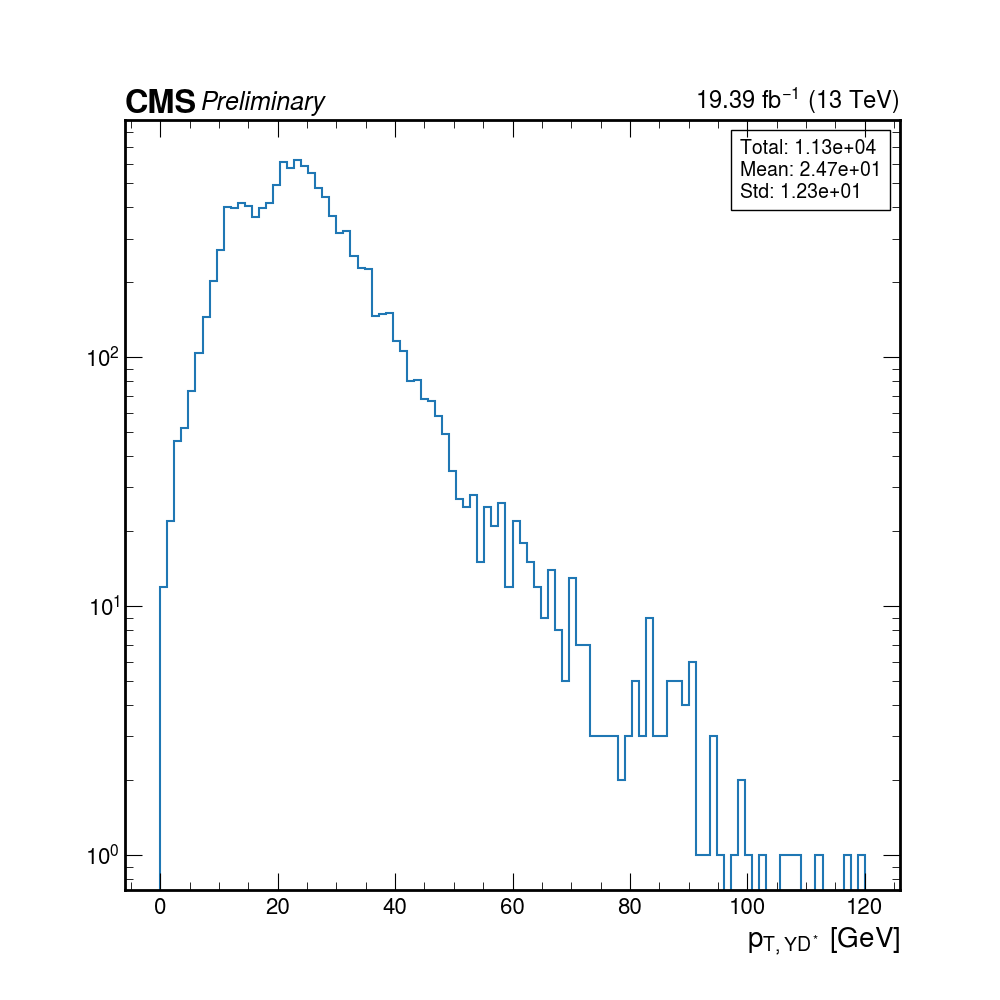 CMS Preliminary 19.39 fb⁻¹ (13 TeV)
Total: 1.13e+04
Mean: 2.47e+01
Std: 1.23e+01
10²
10¹
10⁰
0 20 40 60 80 100 120
p_{T, YD*} [GeV]